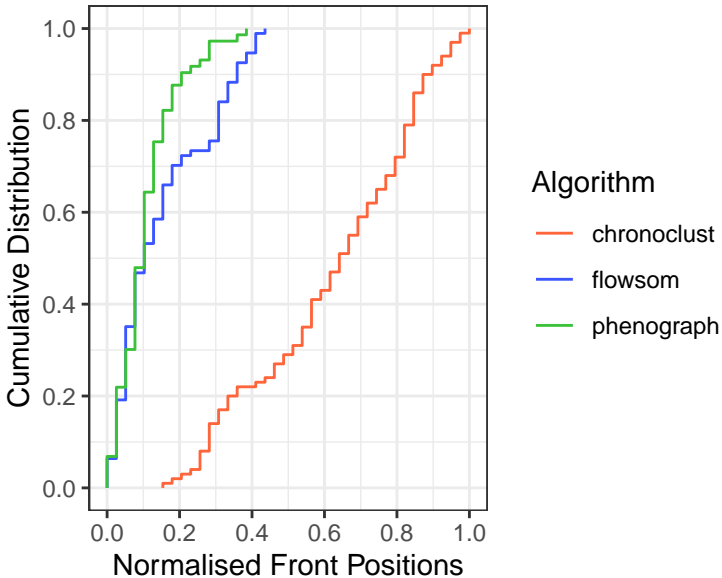 1.0
0.8
0.6
0.4
0.2
0.0
Cumulative Distribution
0.0 0.2 0.4 0.6 0.8 1.0
Normalised Front Positions
Algorithm
chronoclust
flowsom
phenograph